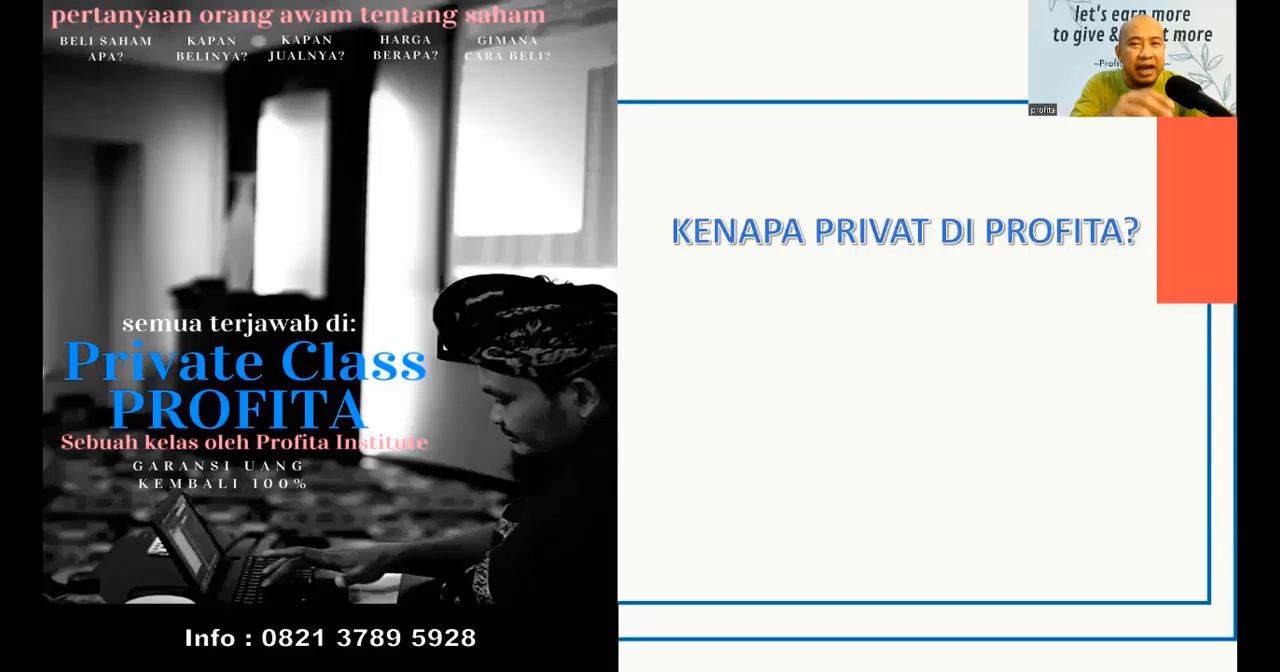 pertanyaan orang awam tentang saham
BELI SAHAM APA?
KAPAN BELINYA?
KAPAN JUALNYA?
HARGA BERAPA?
GIMANA CARA BELI?
semua terjawab di:
Private Class
PROFITA
Sebuah kelas oleh Profita Institute
GARANSI UANG
KEMBALI 100%
Info : 0821 3789 5928
KENAPA PRIVAT DI PROFITA?
let's earn more
to give & more
profita